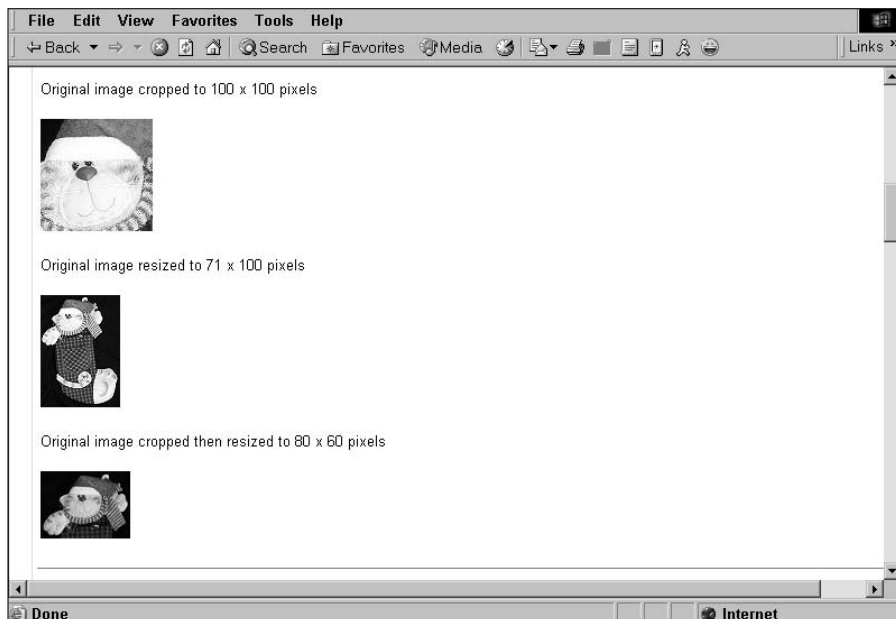 File Edit View Favorites Tools Help
Back Search Favorites Media Links »
Original image cropped to 100 x 100 pixels
Original image resized to 71 x 100 pixels
Original image cropped then resized to 80 x 60 pixels
Done Internet